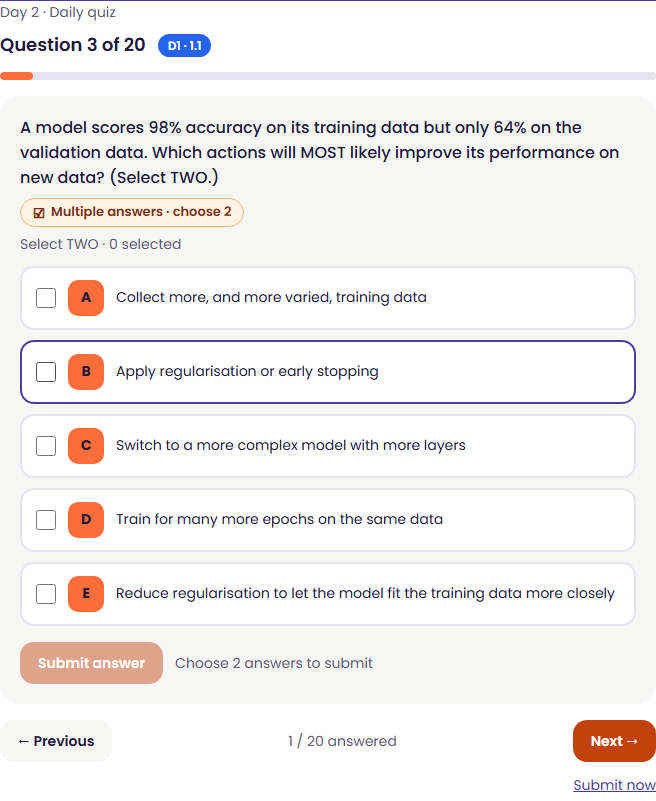 Day 2 · Daily quiz
Question 3 of 20 D1 · 1.1
A model scores 98% accuracy on its training data but only 64% on the
validation data. Which actions will MOST likely improve its performance on
new data? (Select TWO.)
☑ Multiple answers · choose 2
Select TWO · 0 selected
A Collect more, and more varied, training data
B Apply regularisation or early stopping
C Switch to a more complex model with more layers
D Train for many more epochs on the same data
E Reduce regularisation to let the model fit the training data more closely
Submit answer Choose 2 answers to submit
← Previous 1 / 20 answered Next →
Submit now